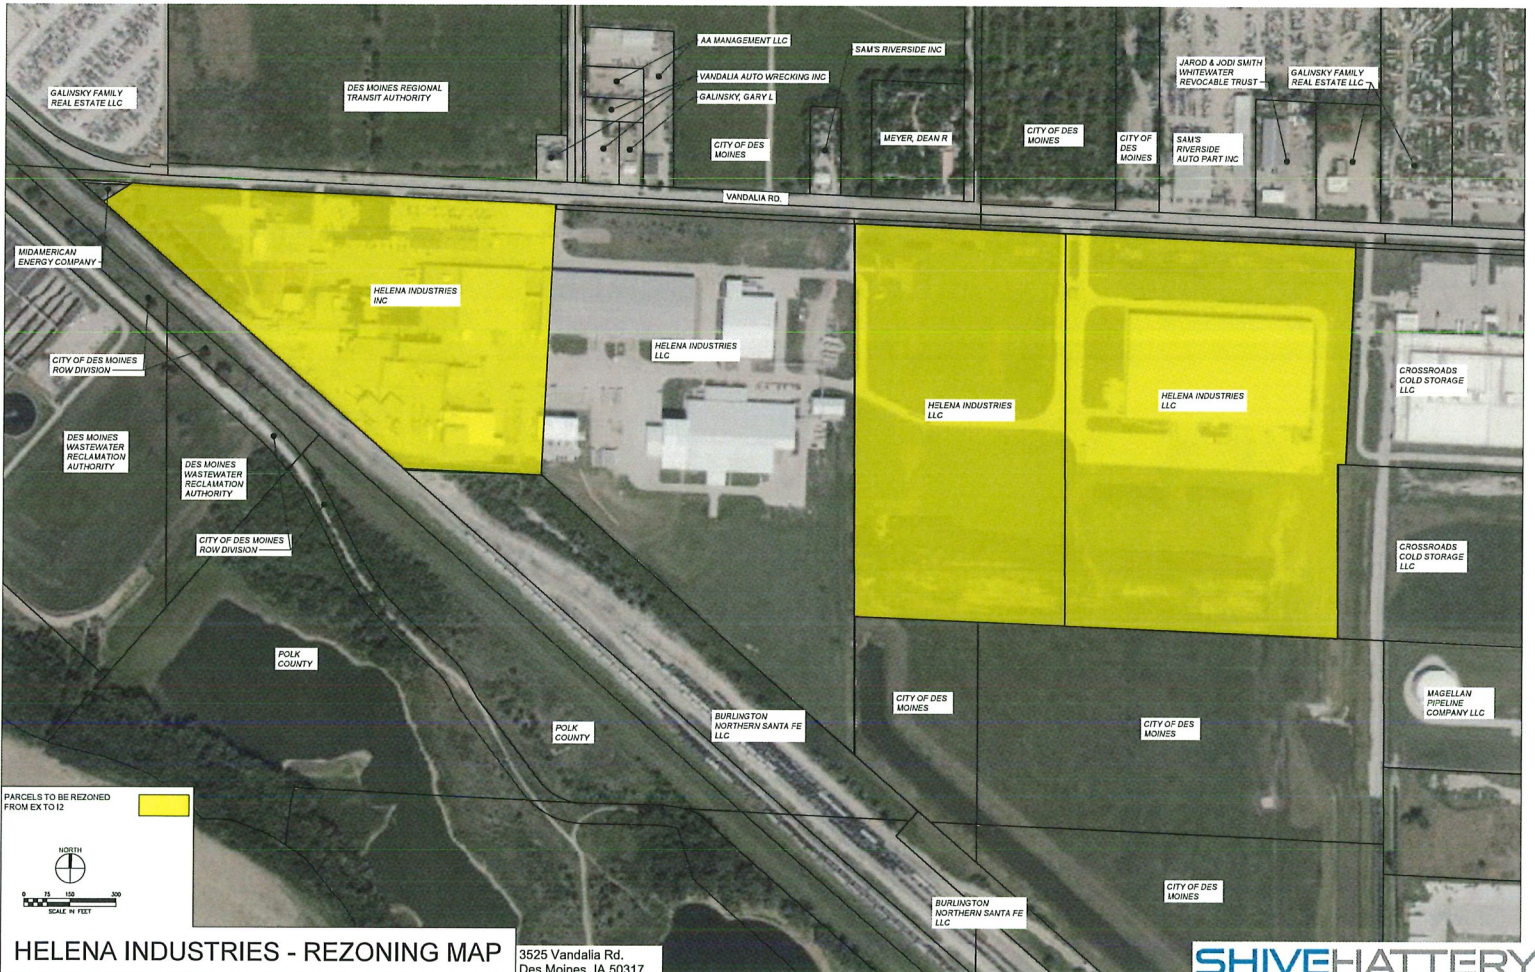 GALINSKY FAMILY
REAL ESTATE LLC
DES MOINES REGIONAL
TRANSIT AUTHORITY
AA MANAGEMENT LLC
VANDALIA AUTO WRECKING INC
GALINSKY, GARY L
CITY OF DES
MOINES
SAM'S RIVERSIDE INC
MEYER, DEAN R
CITY OF DES
MOINES
CITY OF
DES
MOINES
SAM'S
RIVERSIDE
AUTO PART INC
JAROD & JODI SMITH
WHITEWATER
REVOCABLE TRUST
GALINSKY FAMILY
REAL ESTATE LLC
VANDALIA RD.
MIDAMERICAN
ENERGY COMPANY
HELENA INDUSTRIES
INC
HELENA INDUSTRIES
LLC
HELENA INDUSTRIES
LLC
HELENA INDUSTRIES
LLC
CROSSROADS
COLD STORAGE
LLC
CITY OF DES MOINES
ROW DIVISION
DES MOINES
WASTEWATER
RECLAMATION
AUTHORITY
DES MOINES
WASTEWATER
RECLAMATION
AUTHORITY
CITY OF DES MOINES
ROW DIVISION
CROSSROADS
COLD STORAGE
LLC
POLK
COUNTY
POLK
COUNTY
BURLINGTON
NORTHERN SANTA FE
LLC
CITY OF DES
MOINES
CITY OF DES
MOINES
MAGELLAN
PIPELINE
COMPANY LLC
BURLINGTON
NORTHERN SANTA FE
LLC
CITY OF DES
MOINES
PARCELS TO BE REZONED
FROM EX TO I2
NORTH
0 75 150 300
SCALE IN FEET
HELENA INDUSTRIES - REZONING MAP
3525 Vandalia Rd.
Des Moines, IA 50317
SHIVEHATTERY